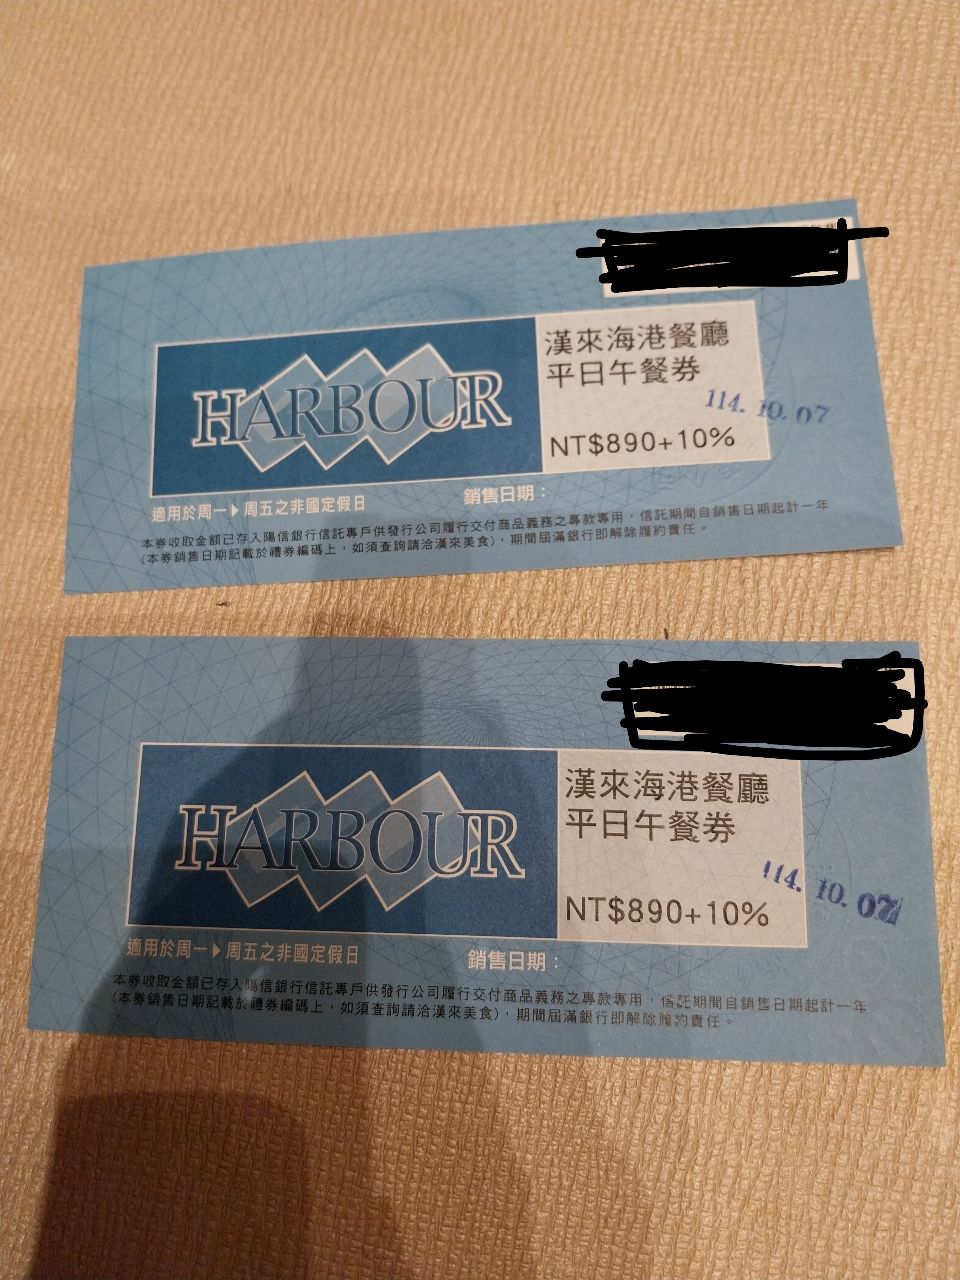 漢來海港餐廳
平日午餐券
114. 10. 07
HARBOUR
NT$890+10%
適用於周一▶周五之非國定假日
銷售日期：
本券收取金額已存入陽信銀行信託專戶供發行公司履行交付商品義務之專款專用，信託期間自銷售日期起計一年
(本券銷售日期記載於禮券編碼上，如須查詢請洽漢來美食)，期間屆滿銀行即解除履約責任。
漢來海港餐廳
平日午餐券
114. 10. 07
HARBOUR
NT$890+10%
適用於周一▶周五之非國定假日
銷售日期：
本券收取金額已存入陽信銀行信託專戶供發行公司履行交付商品義務之專款專用，信託期間自銷售日期起計一年
(本券銷售日期記載於禮券編碼上，如須查詢請洽漢來美食)，期間屆滿銀行即解除履約責任。